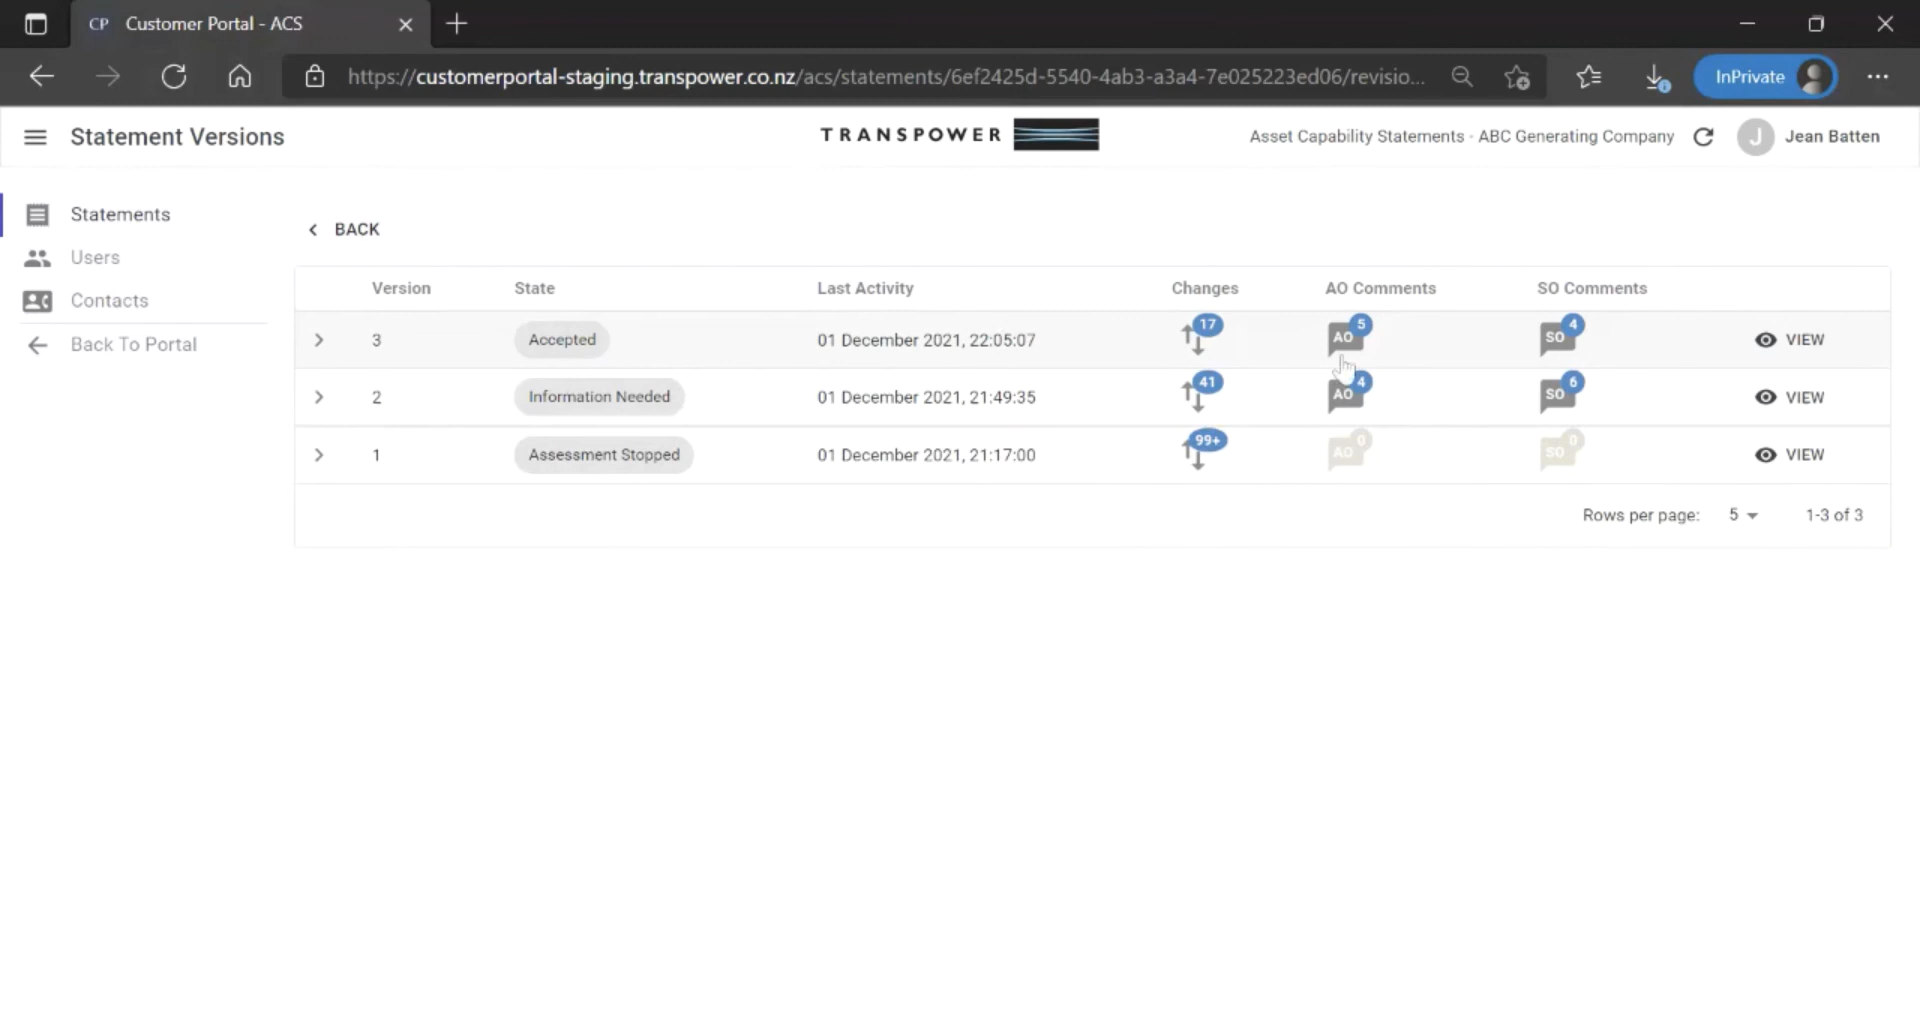 CP Customer Portal - ACS
https://customerportal-staging.transpower.co.nz/acs/statements/6ef2425d-5540-4ab3-a3a4-7e025223ed06/revisio...
InPrivate
Statement Versions
TRANSPOWER
Asset Capability Statements - ABC Generating Company
J Jean Batten
Statements
Users
Contacts
Back To Portal
BACK
Version State Last Activity Changes AO Comments SO Comments
3 Accepted 01 December 2021, 22:05:07 17 AO 5 SO 4 VIEW
2 Information Needed 01 December 2021, 21:49:35 41 AO 4 SO 6 VIEW
1 Assessment Stopped 01 December 2021, 21:17:00 99+ AO 0 SO 0 VIEW
Rows per page: 5 1-3 of 3